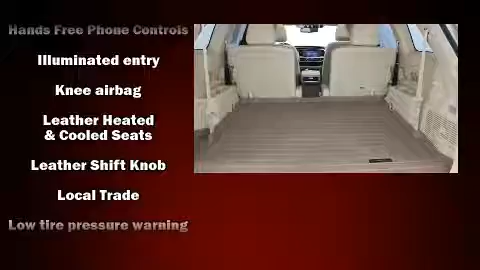 Hands Free Phone Controls
Illuminated entry
Knee airbag
Leather Heated
& Cooled Seats
Leather Shift Knob
Local Trade
Low tire pressure warning